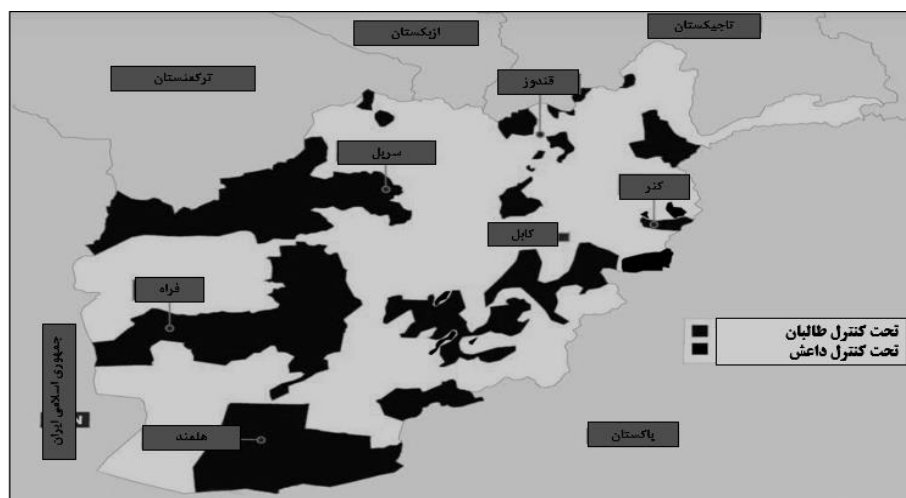 تاجیکستان
ازبکستان
ترکمنستان
قندوز
سرپل
کنر
کابل
فراه
تحت کنترل طالبان
تحت کنترل داعش
جمهوری اسلامی ایران
هلمند
پاکستان